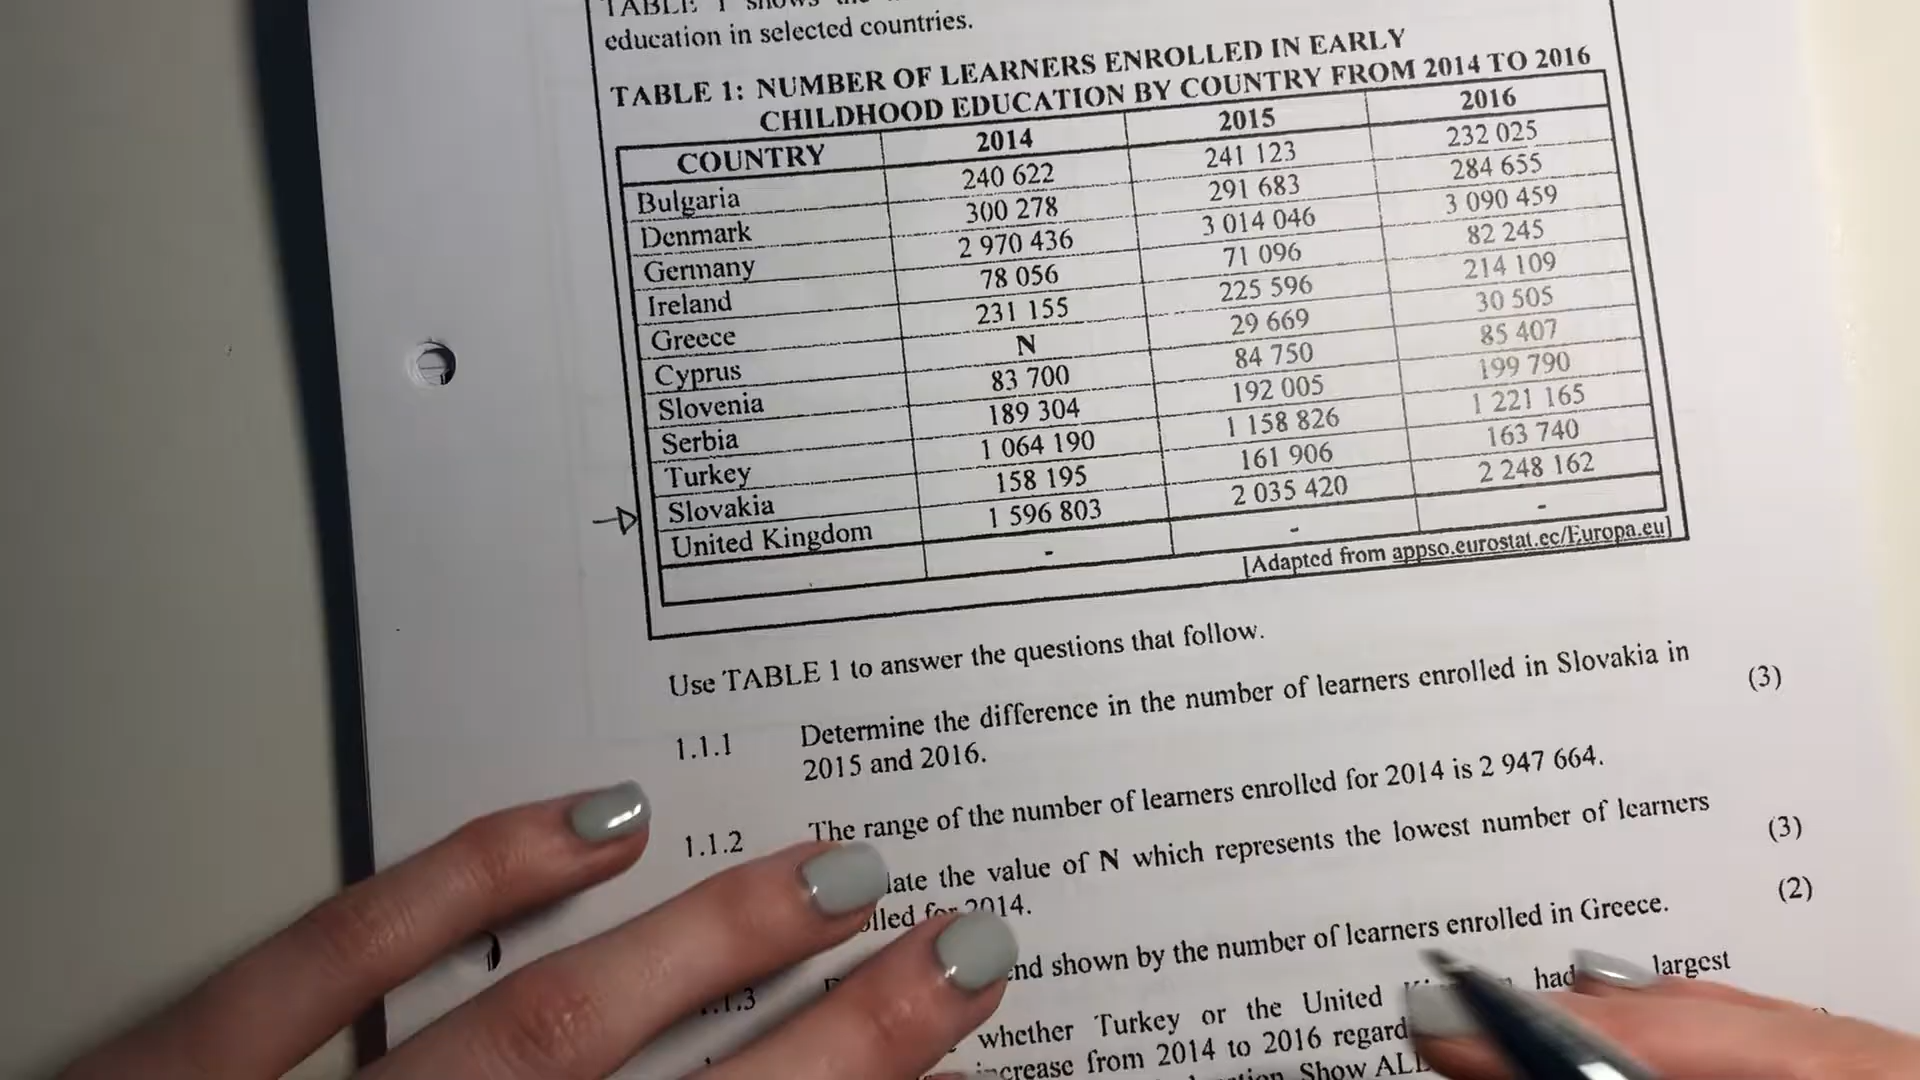 TABLE 1 shows the
education in selected countries.
TABLE 1: NUMBER OF LEARNERS ENROLLED IN EARLY
CHILDHOOD EDUCATION BY COUNTRY FROM 2014 TO 2016
COUNTRY 2014 2015 2016
Bulgaria 240 622 241 123 232 025
Denmark 300 278 291 683 284 655
Germany 2 970 436 3 014 046 3 090 459
Ireland 78 056 71 096 82 245
Greece 231 155 225 596 214 109
Cyprus N 29 669 30 505
Slovenia 83 700 84 750 85 407
Serbia 189 304 192 005 199 790
Turkey 1 064 190 1 158 826 1 221 165
Slovakia 158 195 161 906 163 740
United Kingdom 1 596 803 2 035 420 2 248 162
- - -
[Adapted from appso.eurostat.ec/Europa.eu]
Use TABLE 1 to answer the questions that follow.
1.1.1 Determine the difference in the number of learners enrolled in Slovakia in
2015 and 2016. (3)
1.1.2 The range of the number of learners enrolled for 2014 is 2 947 664.
late the value of N which represents the lowest number of learners
lled for 2014. (3)
1.3 nd shown by the number of learners enrolled in Greece. (2)
whether Turkey or the United had largest
increase from 2014 to 2016 regard
Show ALL